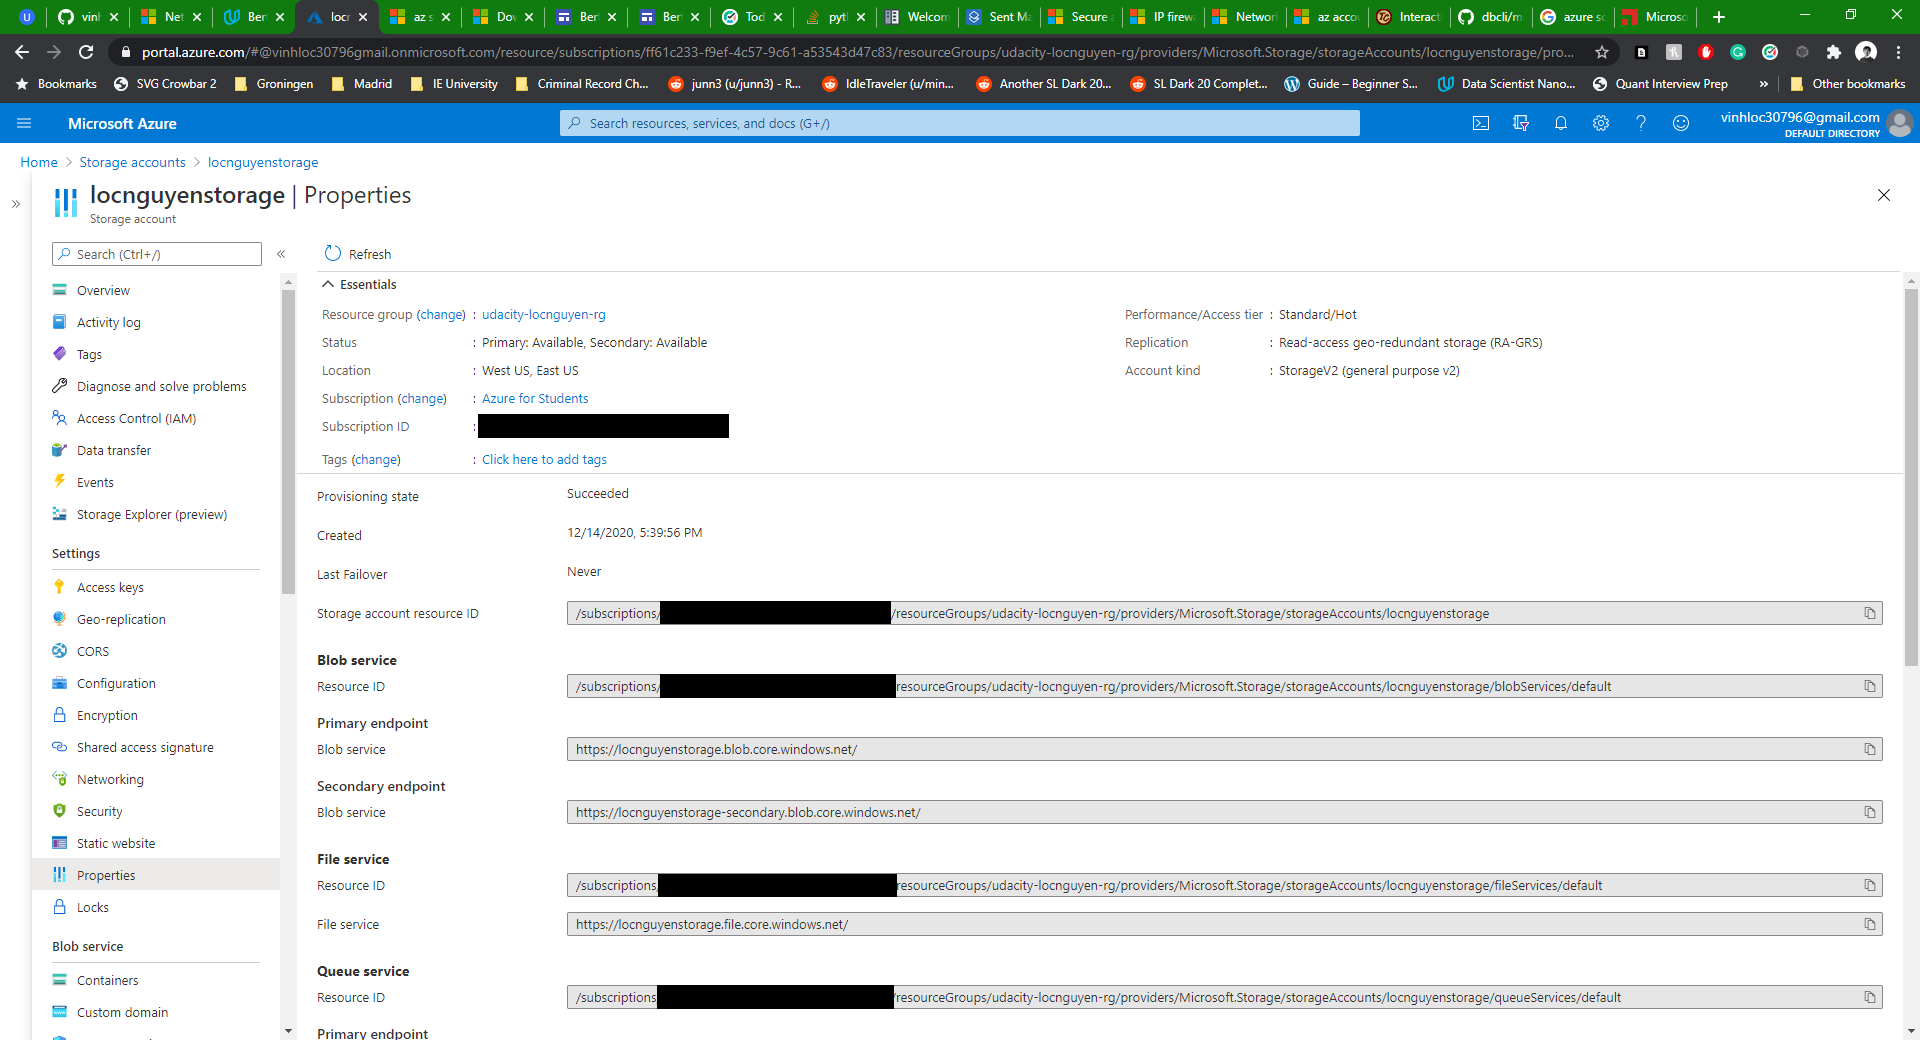 U
vinh
Net
Ber
locr
az s
Do
Ber
Ber
Tod
pyt
Welcom
Sent Ma
Secure
IP firew
Networ
az acco
Interact
dbcli/m
azure sc
Microso
portal.azure.com/#@vinhloc30796gmail.onmicrosoft.com/resource/subscriptions/ff61c233-f9ef-4c57-9c61-a53543d47c83/resourceGroups/udacity-locnguyen-rg/providers/Microsoft.Storage/storageAccounts/locnguyenstorage/pro...
Bookmarks
SVG Crowbar 2
Groningen
Madrid
IE University
Criminal Record Ch...
junn3 (u/junn3) - R...
IdleTraveler (u/min...
Another SL Dark 20...
SL Dark 20 Complet...
Guide – Beginner S...
Data Scientist Nano...
Quant Interview Prep
»
Other bookmarks
Microsoft Azure
Search resources, services, and docs (G+/)
vinhloc30796@gmail.com
DEFAULT DIRECTORY
Home > Storage accounts > locnguyenstorage
locnguyenstorage | Properties
Storage account
Search (Ctrl+/)
Overview
Activity log
Tags
Diagnose and solve problems
Access Control (IAM)
Data transfer
Events
Storage Explorer (preview)
Settings
Access keys
Geo-replication
CORS
Configuration
Encryption
Shared access signature
Networking
Security
Static website
Properties
Locks
Blob service
Containers
Custom domain
Refresh
Essentials
Resource group (change) : udacity-locnguyen-rg
Status : Primary: Available, Secondary: Available
Location : West US, East US
Subscription (change) : Azure for Students
Subscription ID :
Tags (change) : Click here to add tags
Performance/Access tier : Standard/Hot
Replication : Read-access geo-redundant storage (RA-GRS)
Account kind : StorageV2 (general purpose v2)
Provisioning state Succeeded
Created 12/14/2020, 5:39:56 PM
Last Failover Never
Storage account resource ID /subscriptions/ /resourceGroups/udacity-locnguyen-rg/providers/Microsoft.Storage/storageAccounts/locnguyenstorage
Blob service
Resource ID /subscriptions/ resourceGroups/udacity-locnguyen-rg/providers/Microsoft.Storage/storageAccounts/locnguyenstorage/blobServices/default
Primary endpoint
Blob service https://locnguyenstorage.blob.core.windows.net/
Secondary endpoint
Blob service https://locnguyenstorage-secondary.blob.core.windows.net/
File service
Resource ID /subscriptions/ resourceGroups/udacity-locnguyen-rg/providers/Microsoft.Storage/storageAccounts/locnguyenstorage/fileServices/default
File service https://locnguyenstorage.file.core.windows.net/
Queue service
Resource ID /subscriptions /resourceGroups/udacity-locnguyen-rg/providers/Microsoft.Storage/storageAccounts/locnguyenstorage/queueServices/default
Primary endpoint